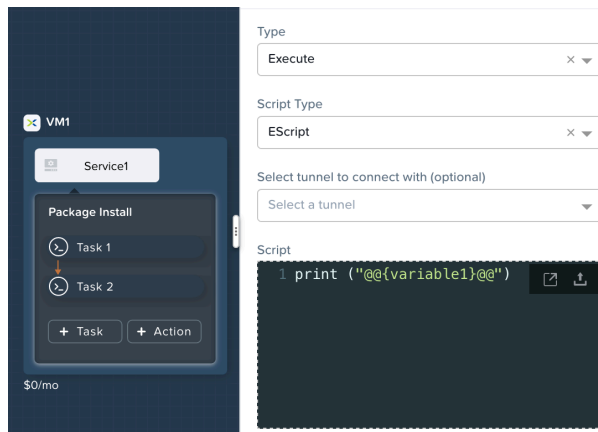 VM1
Service1
Package Install
Task 1
Task 2
+ Task
+ Action
$0/mo
Type
Execute
Script Type
EScript
Select tunnel to connect with (optional)
Select a tunnel
Script
1 print ("@@{variable1}@@")